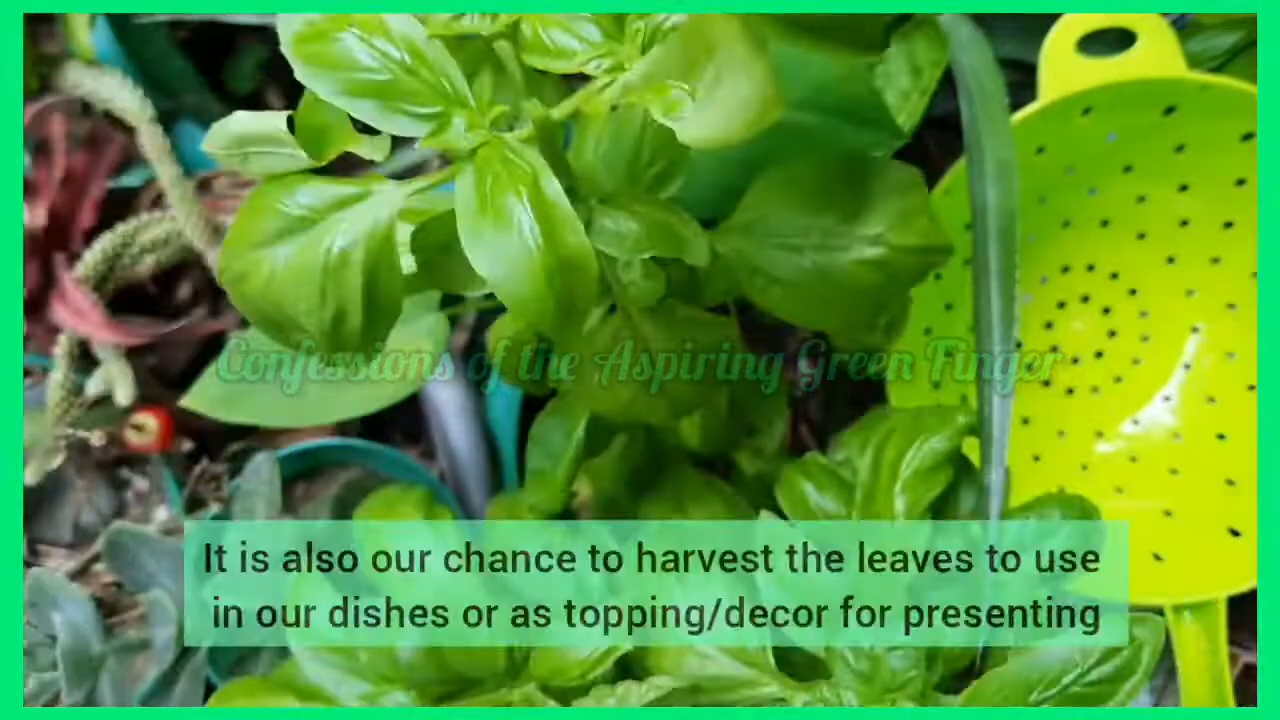 Confessions of the Aspiring Green Finger
It is also our chance to harvest the leaves to use
in our dishes or as topping/decor for presenting